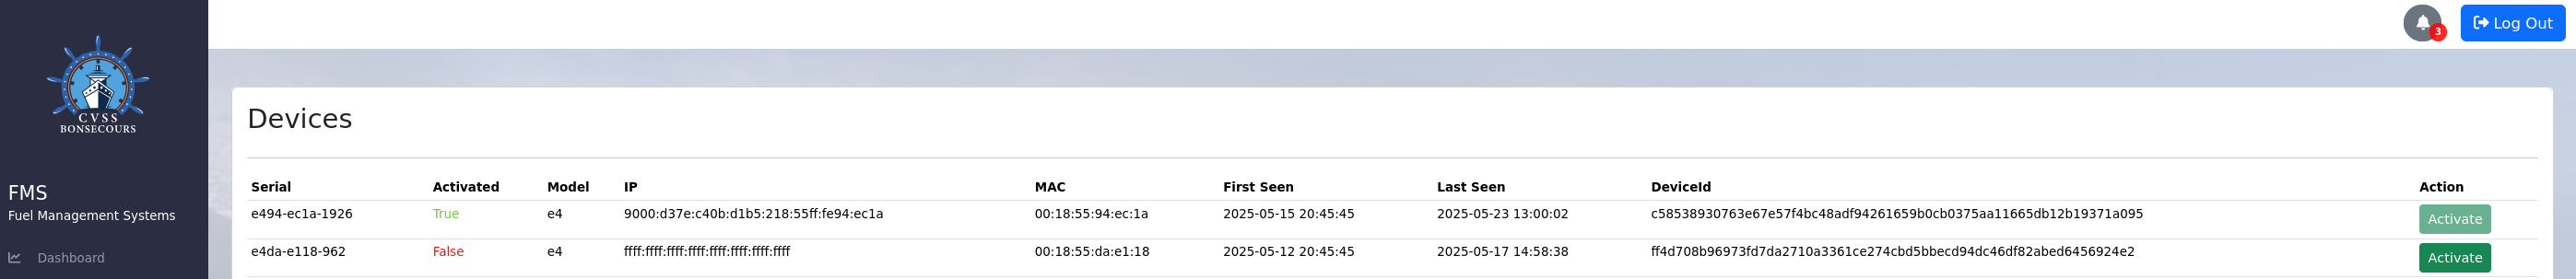 3
Log Out
CVSS
BONSECOURS
Devices
FMS
Fuel Management Systems
Dashboard
Serial Activated Model IP MAC First Seen Last Seen DeviceId Action
e494-ec1a-1926 True e4 9000:d37e:c40b:d1b5:218:55ff:fe94:ec1a 00:18:55:94:ec:1a 2025-05-15 20:45:45 2025-05-23 13:00:02 c58538930763e67e57f4bc48adf94261659b0cb0375aa11665db12b19371a095 Activate
e4da-e118-962 False e4 ffff:ffff:ffff:ffff:ffff:ffff:ffff:ffff 00:18:55:da:e1:18 2025-05-12 20:45:45 2025-05-17 14:58:38 ff4d708b96973fd7da2710a3361ce274cbd5bbecd94dc46df82abed6456924e2 Activate